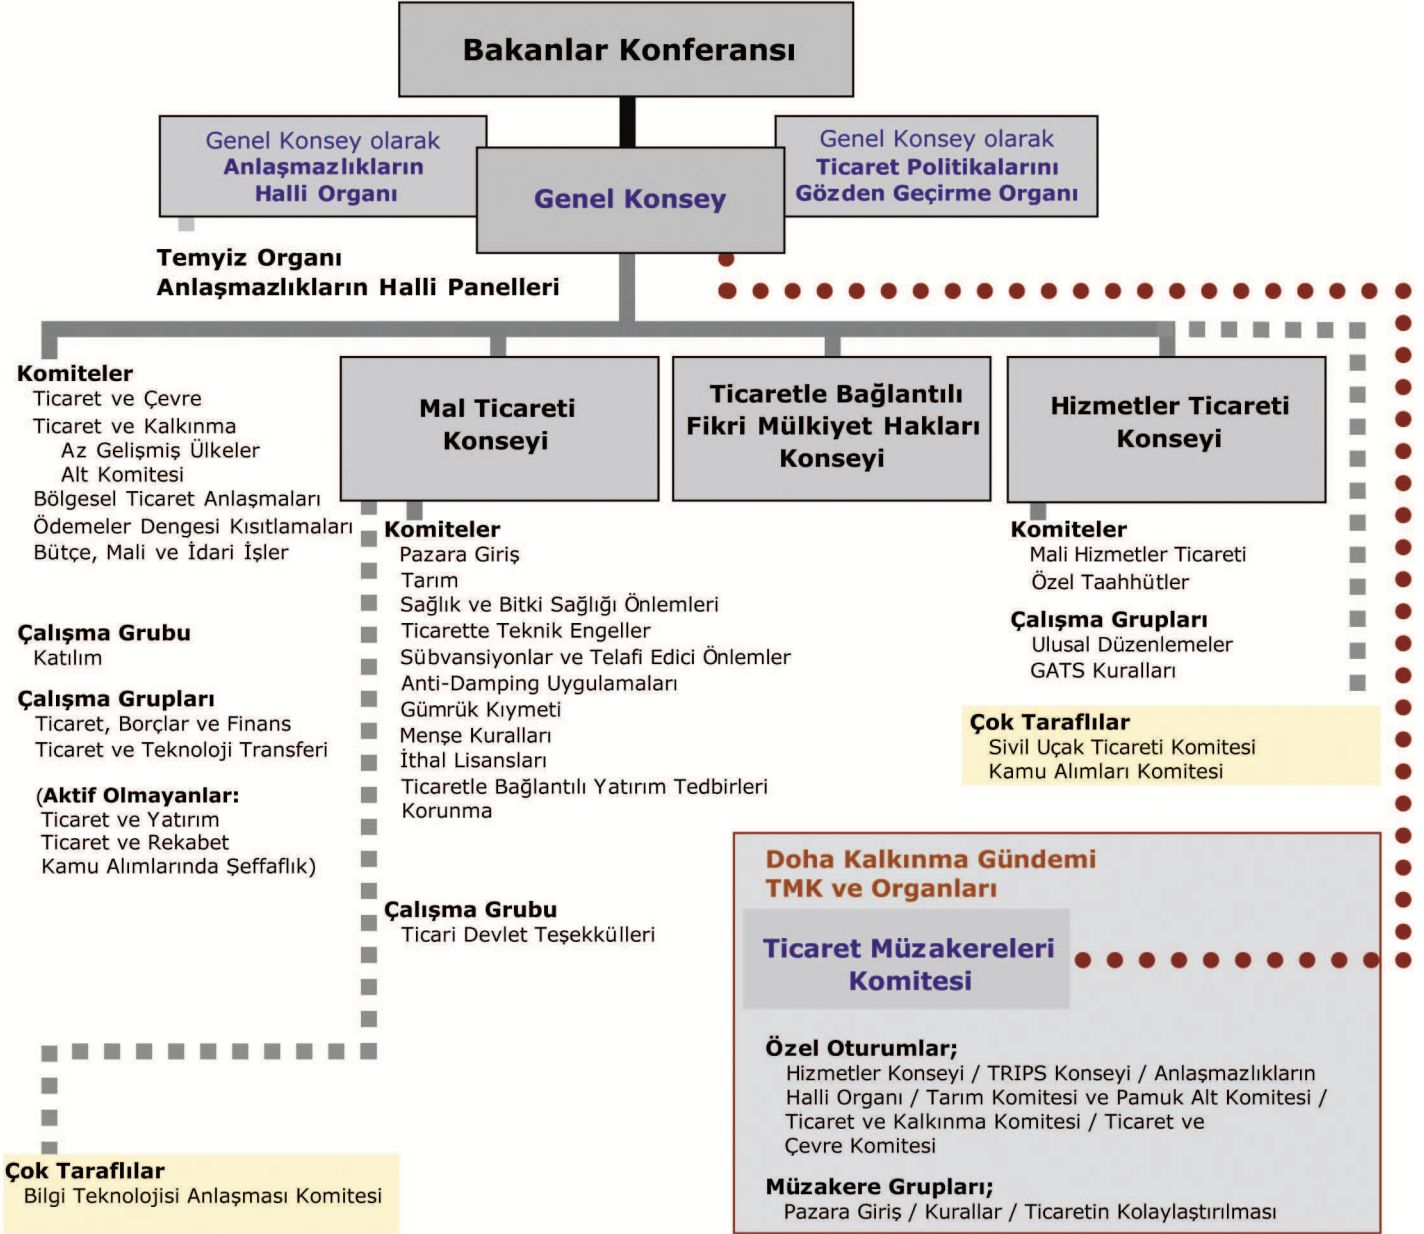 Bakanlar Konferansı
Genel Konsey olarak
Anlaşmazlıkların
Halli Organı
Genel Konsey
Genel Konsey olarak
Ticaret Politikalarını
Gözden Geçirme Organı
Temyiz Organı
Anlaşmazlıkların Halli Panelleri
Komiteler
Ticaret ve Çevre
Ticaret ve Kalkınma
Az Gelişmiş Ülkeler
Alt Komitesi
Bölgesel Ticaret Anlaşmaları
Ödemeler Dengesi Kısıtlamaları
Bütçe, Mali ve İdari İşler
Çalışma Grubu
Katılım
Çalışma Grupları
Ticaret, Borçlar ve Finans
Ticaret ve Teknoloji Transferi
(Aktif Olmayanlar:
Ticaret ve Yatırım
Ticaret ve Rekabet
Kamu Alımlarında Şeffaflık)
Mal Ticareti
Konseyi
Komiteler
Pazara Giriş
Tarım
Sağlık ve Bitki Sağlığı Önlemleri
Ticarette Teknik Engeller
Sübvansiyonlar ve Telafi Edici Önlemler
Anti-Damping Uygulamaları
Gümrük Kıymeti
Menşe Kuralları
İthal Lisansları
Ticaretle Bağlantılı Yatırım Tedbirleri
Korunma
Çalışma Grubu
Ticari Devlet Teşekkülleri
Ticaretle Bağlantılı
Fikri Mülkiyet Hakları
Konseyi
Hizmetler Ticareti
Konseyi
Komiteler
Mali Hizmetler Ticareti
Özel Taahhütler
Çalışma Grupları
Ulusal Düzenlemeler
GATS Kuralları
Çok Taraflılar
Sivil Uçak Ticareti Komitesi
Kamu Alımları Komitesi
Doha Kalkınma Gündemi
TMK ve Organları
Ticaret Müzakereleri
Komitesi
Özel Oturumlar;
Hizmetler Konseyi / TRIPS Konseyi / Anlaşmazlıkların
Halli Organı / Tarım Komitesi ve Pamuk Alt Komitesi /
Ticaret ve Kalkınma Komitesi / Ticaret ve
Çevre Komitesi
Müzakere Grupları;
Pazara Giriş / Kurallar / Ticaretin Kolaylaştırılması
Çok Taraflılar
Bilgi Teknolojisi Anlaşması Komitesi